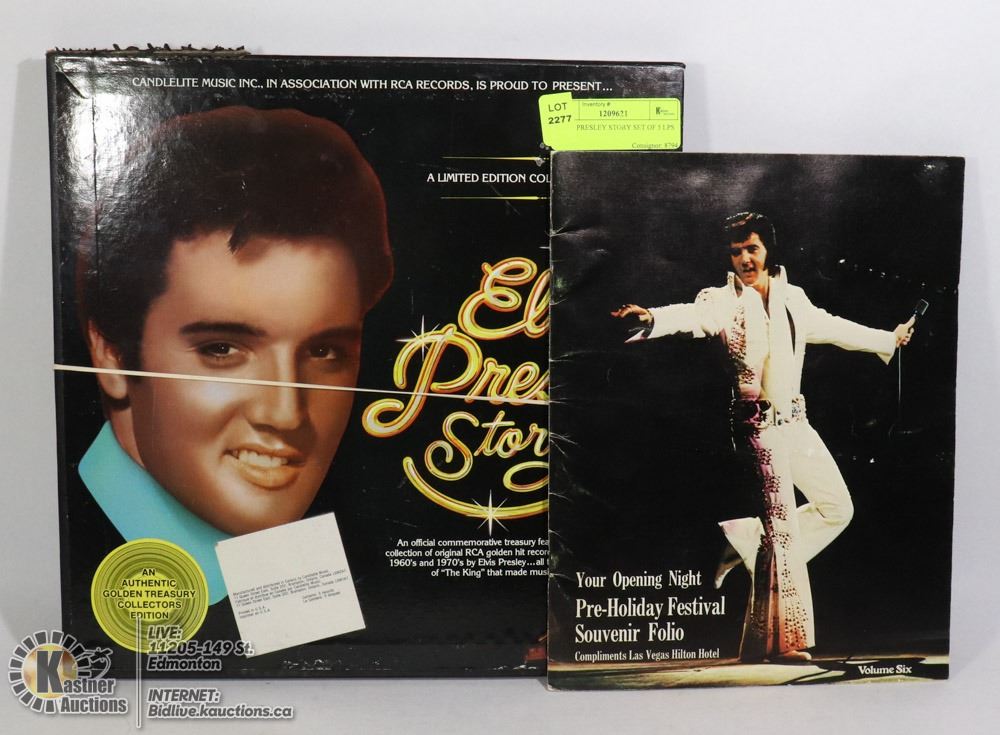 CANDLELITE MUSIC INC., IN ASSOCIATION WITH RCA RECORDS, IS PROUD TO PRESENT...
LOT
2277
Inventory #:
1209621
PRESLEY STORY SET OF 5 LPS
Consignor: 8794
A LIMITED EDITION COL
El
Pres
Stor
An official commemorative treasury fea
collection of original RCA golden hit recor
1960's and 1970's by Elvis Presley...all
of "The King" that made musi
AN
AUTHENTIC
GOLDEN TREASURY
COLLECTORS
EDITION
Your Opening Night
Pre-Holiday Festival
Souvenir Folio
Compliments Las Vegas Hilton Hotel
Volume Six
Kastner
Auctions
LIVE:
11205-149 St.
Edmonton
INTERNET:
Bidlive.kauctions.ca